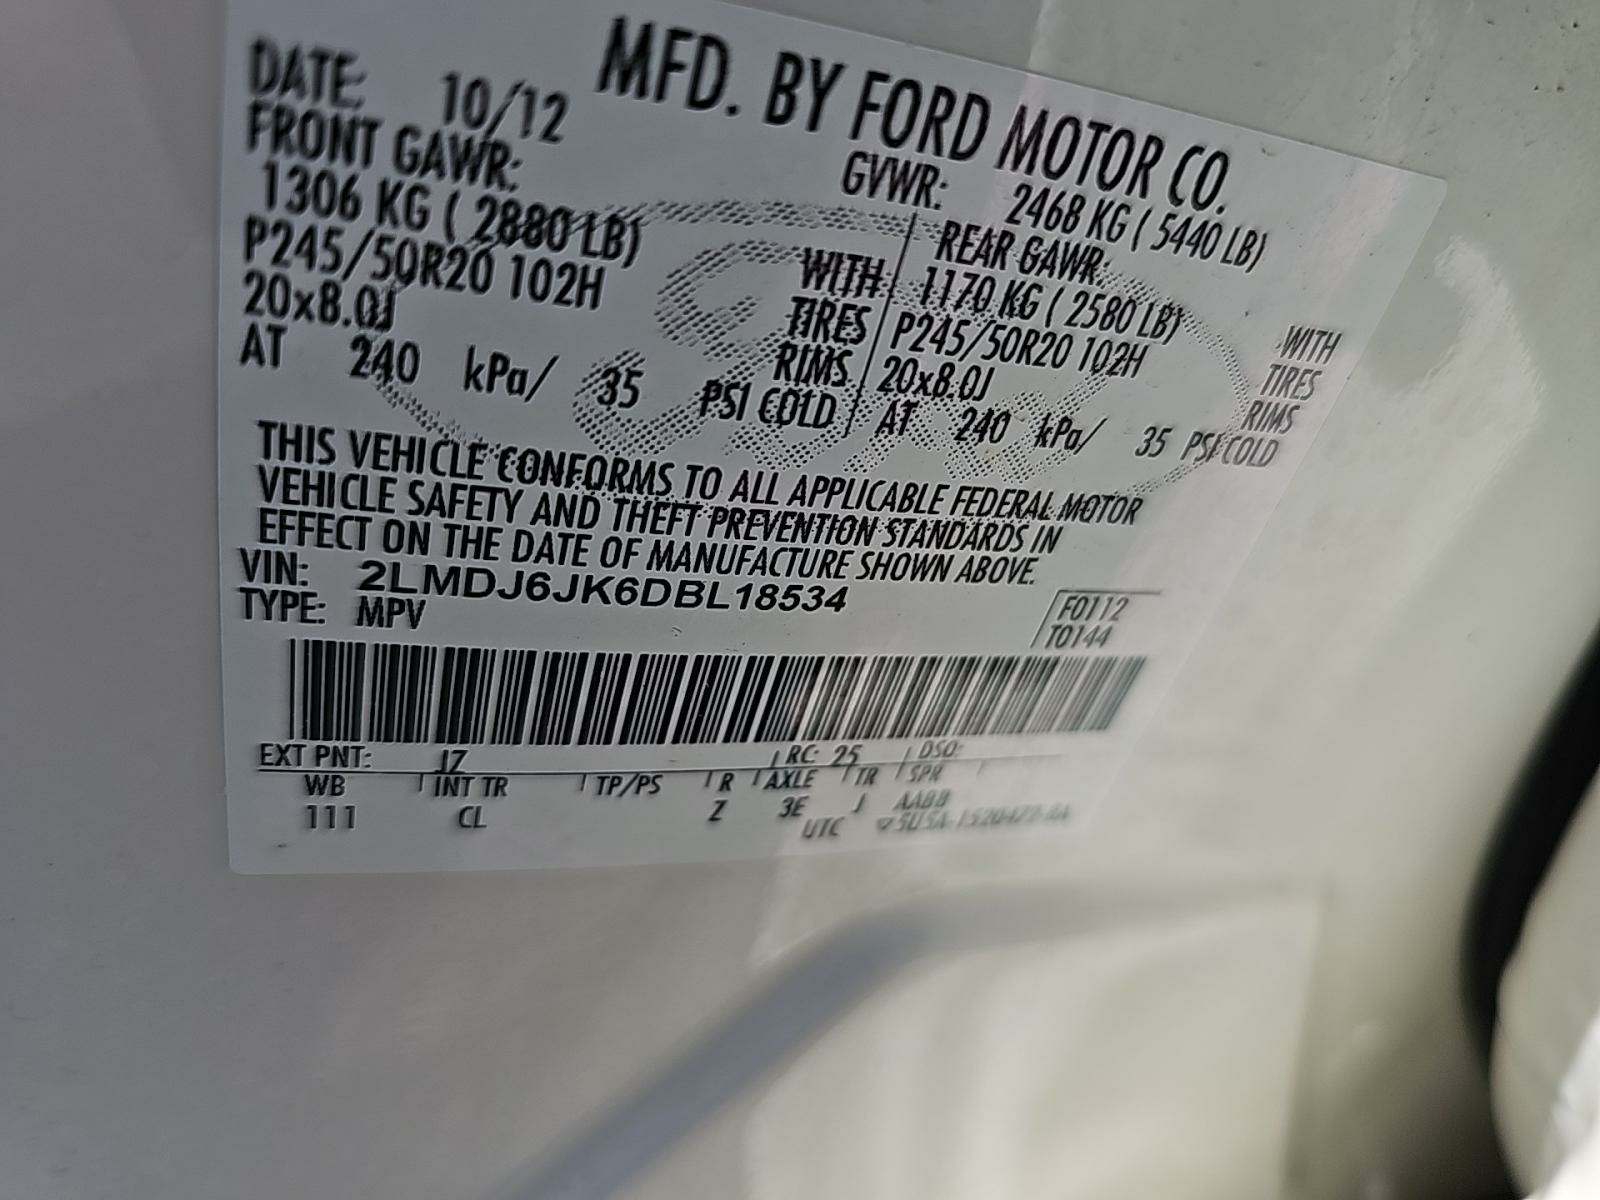 MFD. BY FORD MOTOR CO.
DATE: 10/12 GVWR: 2468 KG ( 5440 LB)
FRONT GAWR: REAR GAWR:
1306 KG ( 2880 LB) WITH 1170 KG ( 2580 LB) WITH
P245/50R20 102H TIRES P245/50R20 102H TIRES
20x8.0J RIMS 20x8.0J RIMS
AT 240 kPa/ 35 PSI COLD AT 240 kPa/ 35 PSI COLD
THIS VEHICLE CONFORMS TO ALL APPLICABLE FEDERAL MOTOR
VEHICLE SAFETY AND THEFT PREVENTION STANDARDS IN
EFFECT ON THE DATE OF MANUFACTURE SHOWN ABOVE.
VIN: 2LMDJ6JK6DBL18534
TYPE: MPV
F0112
T0144
EXT PNT: JZ RC: 25 DSO:
WB INT TR TP/PS R AXLE TR SPR
111 CL Z 3E J AABB
UTC